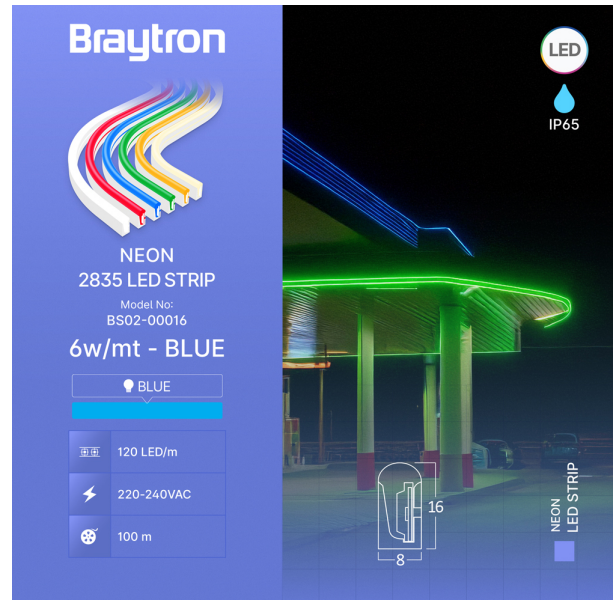 Braytron
NEON
2835 LED STRIP
Model No:
BS02-00016
6w/mt - BLUE
BLUE
120 LED/m
220-240VAC
100 m
LED
IP65
16
8
NEON
LED STRIP